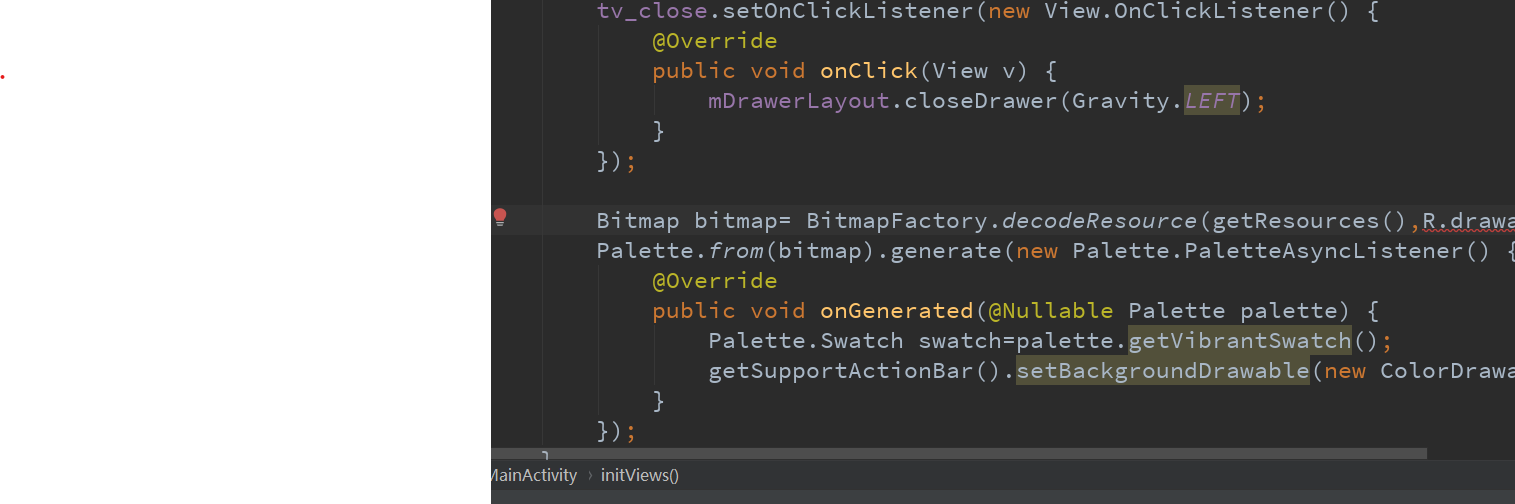 tv_close.setOnClickListener(new View.OnClickListener() {
@Override
public void onClick(View v) {
mDrawerLayout.closeDrawer(Gravity.LEFT);
}
});
Bitmap bitmap= BitmapFactory.decodeResource(getResources(),R.drawa
Palette.from(bitmap).generate(new Palette.PaletteAsyncListener() {
@Override
public void onGenerated(@Nullable Palette palette) {
Palette.Swatch swatch=palette.getVibrantSwatch();
getSupportActionBar().setBackgroundDrawable(new ColorDrawa
}
});
}
MainActivity › initViews()